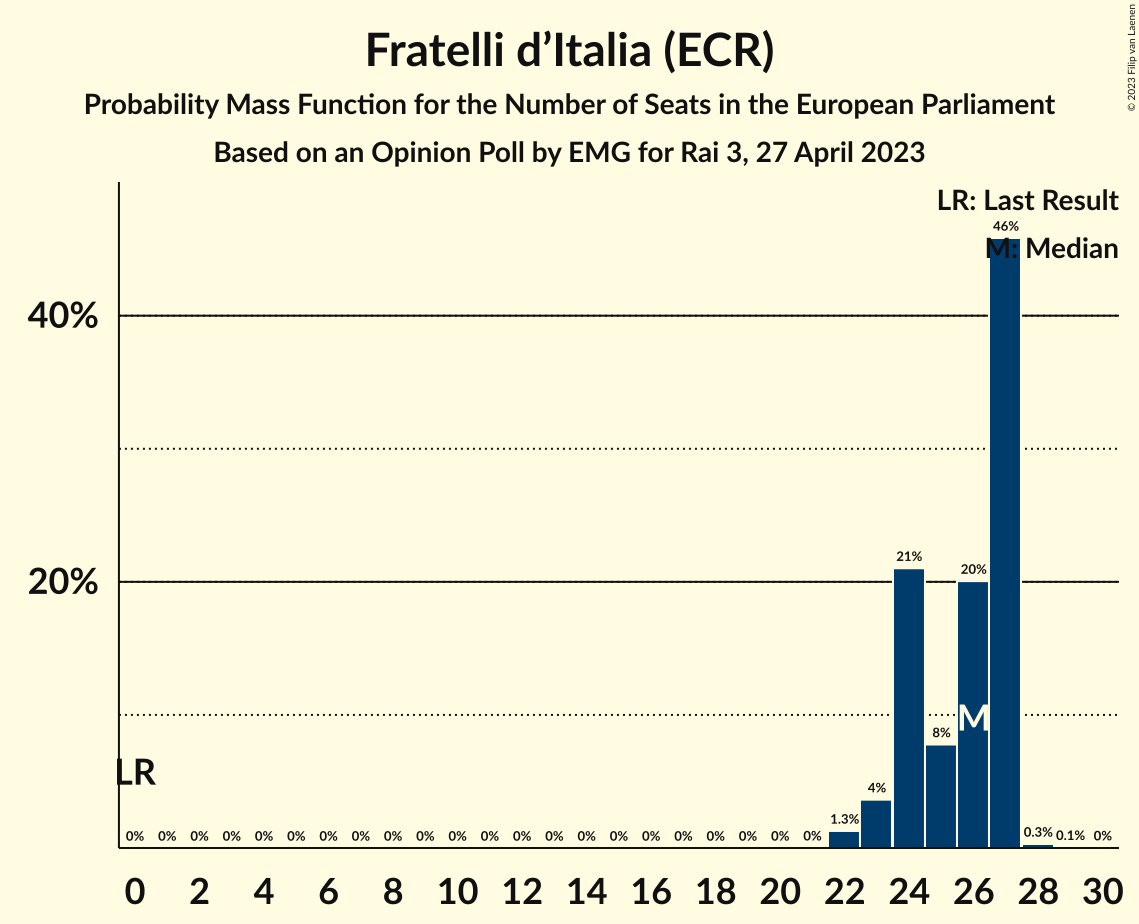 Fratelli d’Italia (ECR)
Probability Mass Function for the Number of Seats in the European Parliament
Based on an Opinion Poll by EMG for Rai 3, 27 April 2023
© 2023 Filip van Laenen
LR: Last Result
M: Median
46%
40%
21%
20%
20%
M
8%
LR
4%
1.3%
0% 0% 0% 0% 0% 0% 0% 0% 0% 0% 0% 0% 0% 0% 0% 0% 0% 0% 0% 0% 0% 0% 0.3% 0.1% 0%
0 2 4 6 8 10 12 14 16 18 20 22 24 26 28 30